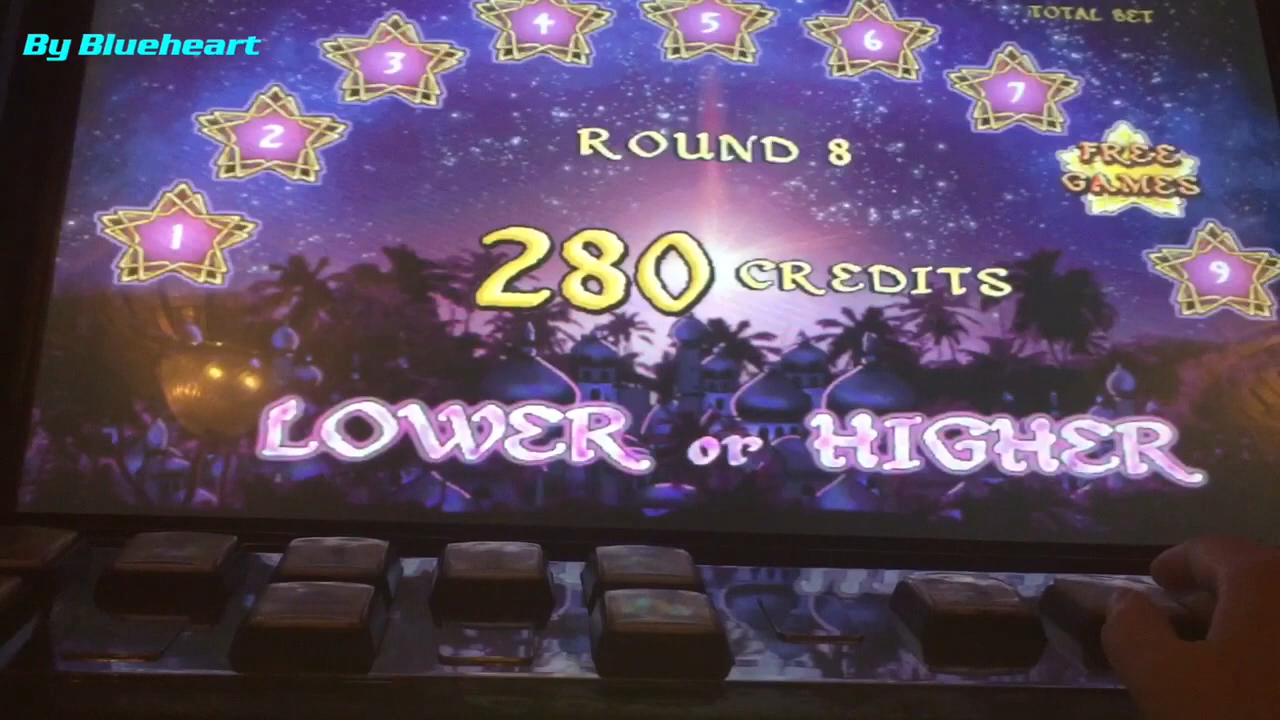 By Blueheart
TOTAL BET
1
2
3
4
5
6
7
FREE
GAMES
9
ROUND 8
280 CREDITS
LOWER or HIGHER